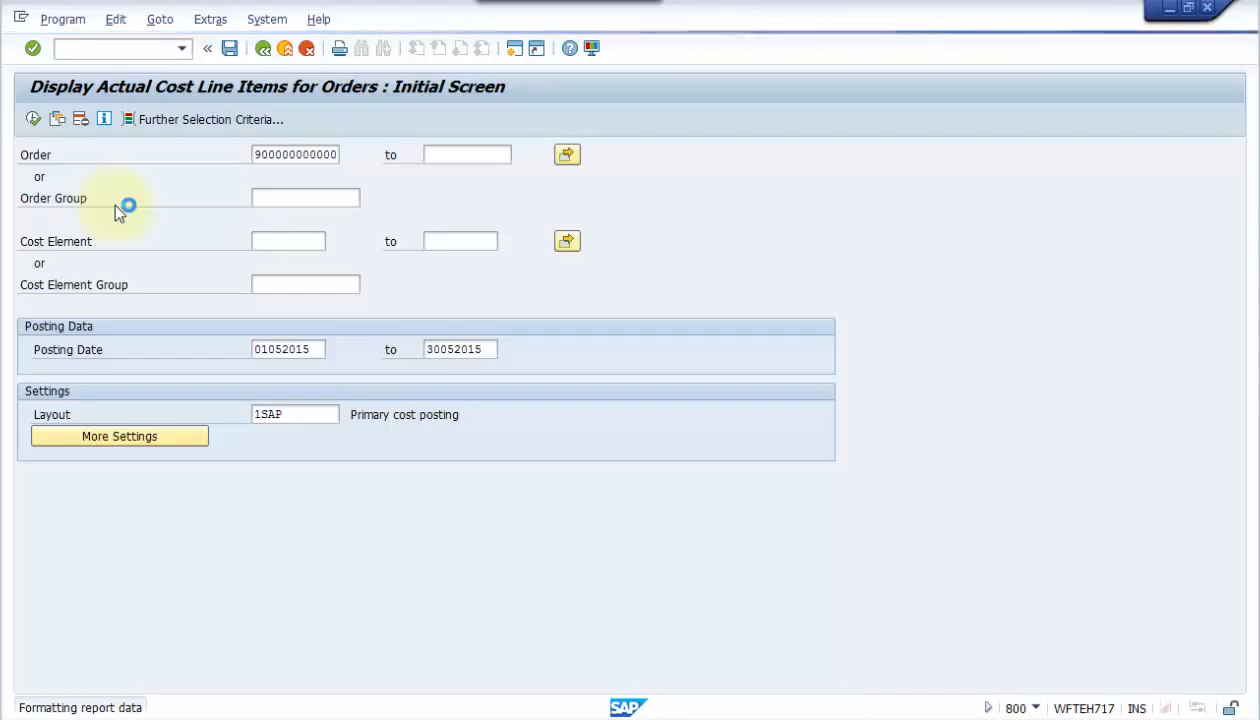 Program Edit Goto Extras System Help
Display Actual Cost Line Items for Orders : Initial Screen
Further Selection Criteria...
Order 900000000000 to
or
Order Group
Cost Element to
or
Cost Element Group
Posting Data
Posting Date 01052015 to 30052015
Settings
Layout 1SAP Primary cost posting
More Settings
Formatting report data SAP 800 WFTEH717 INS